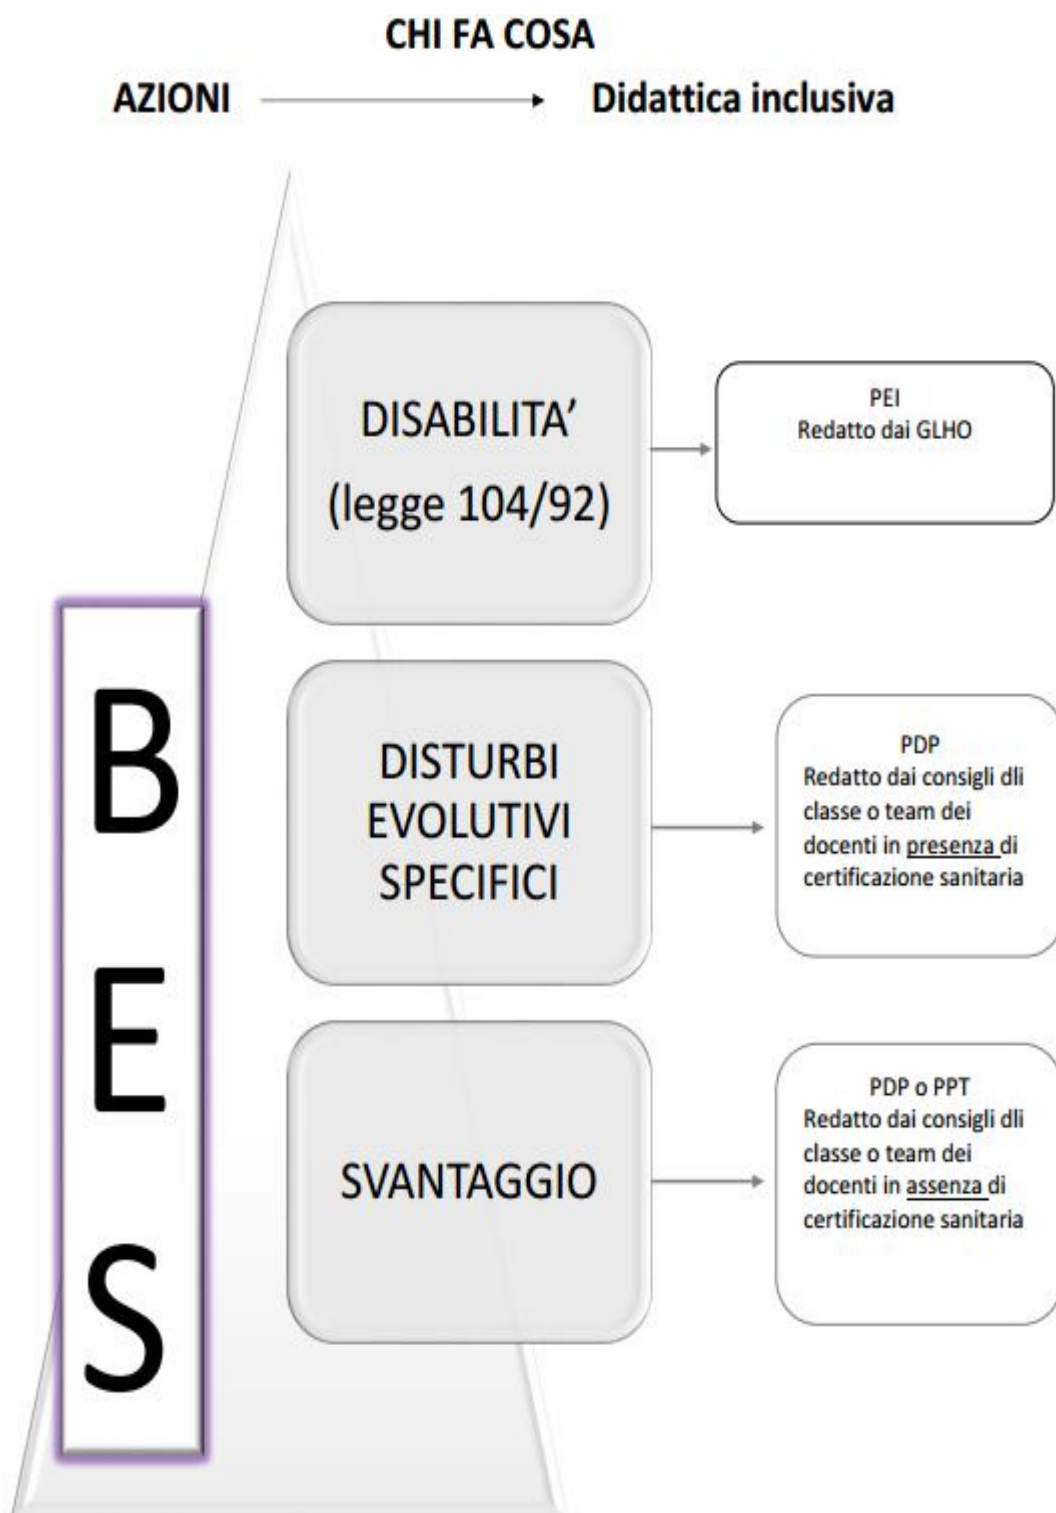 CHI FA COSA
AZIONI
Didattica inclusiva
DISABILITA’
(legge 104/92)
PEI
Redatto dai GLHO
B
E
S
DISTURBI
EVOLUTIVI
SPECIFICI
PDP
Redatto dai consigli dli
classe o team dei
docenti in presenza di
certificazione sanitaria
SVANTAGGIO
PDP o PPT
Redatto dai consigli dli
classe o team dei
docenti in assenza di
certificazione sanitaria